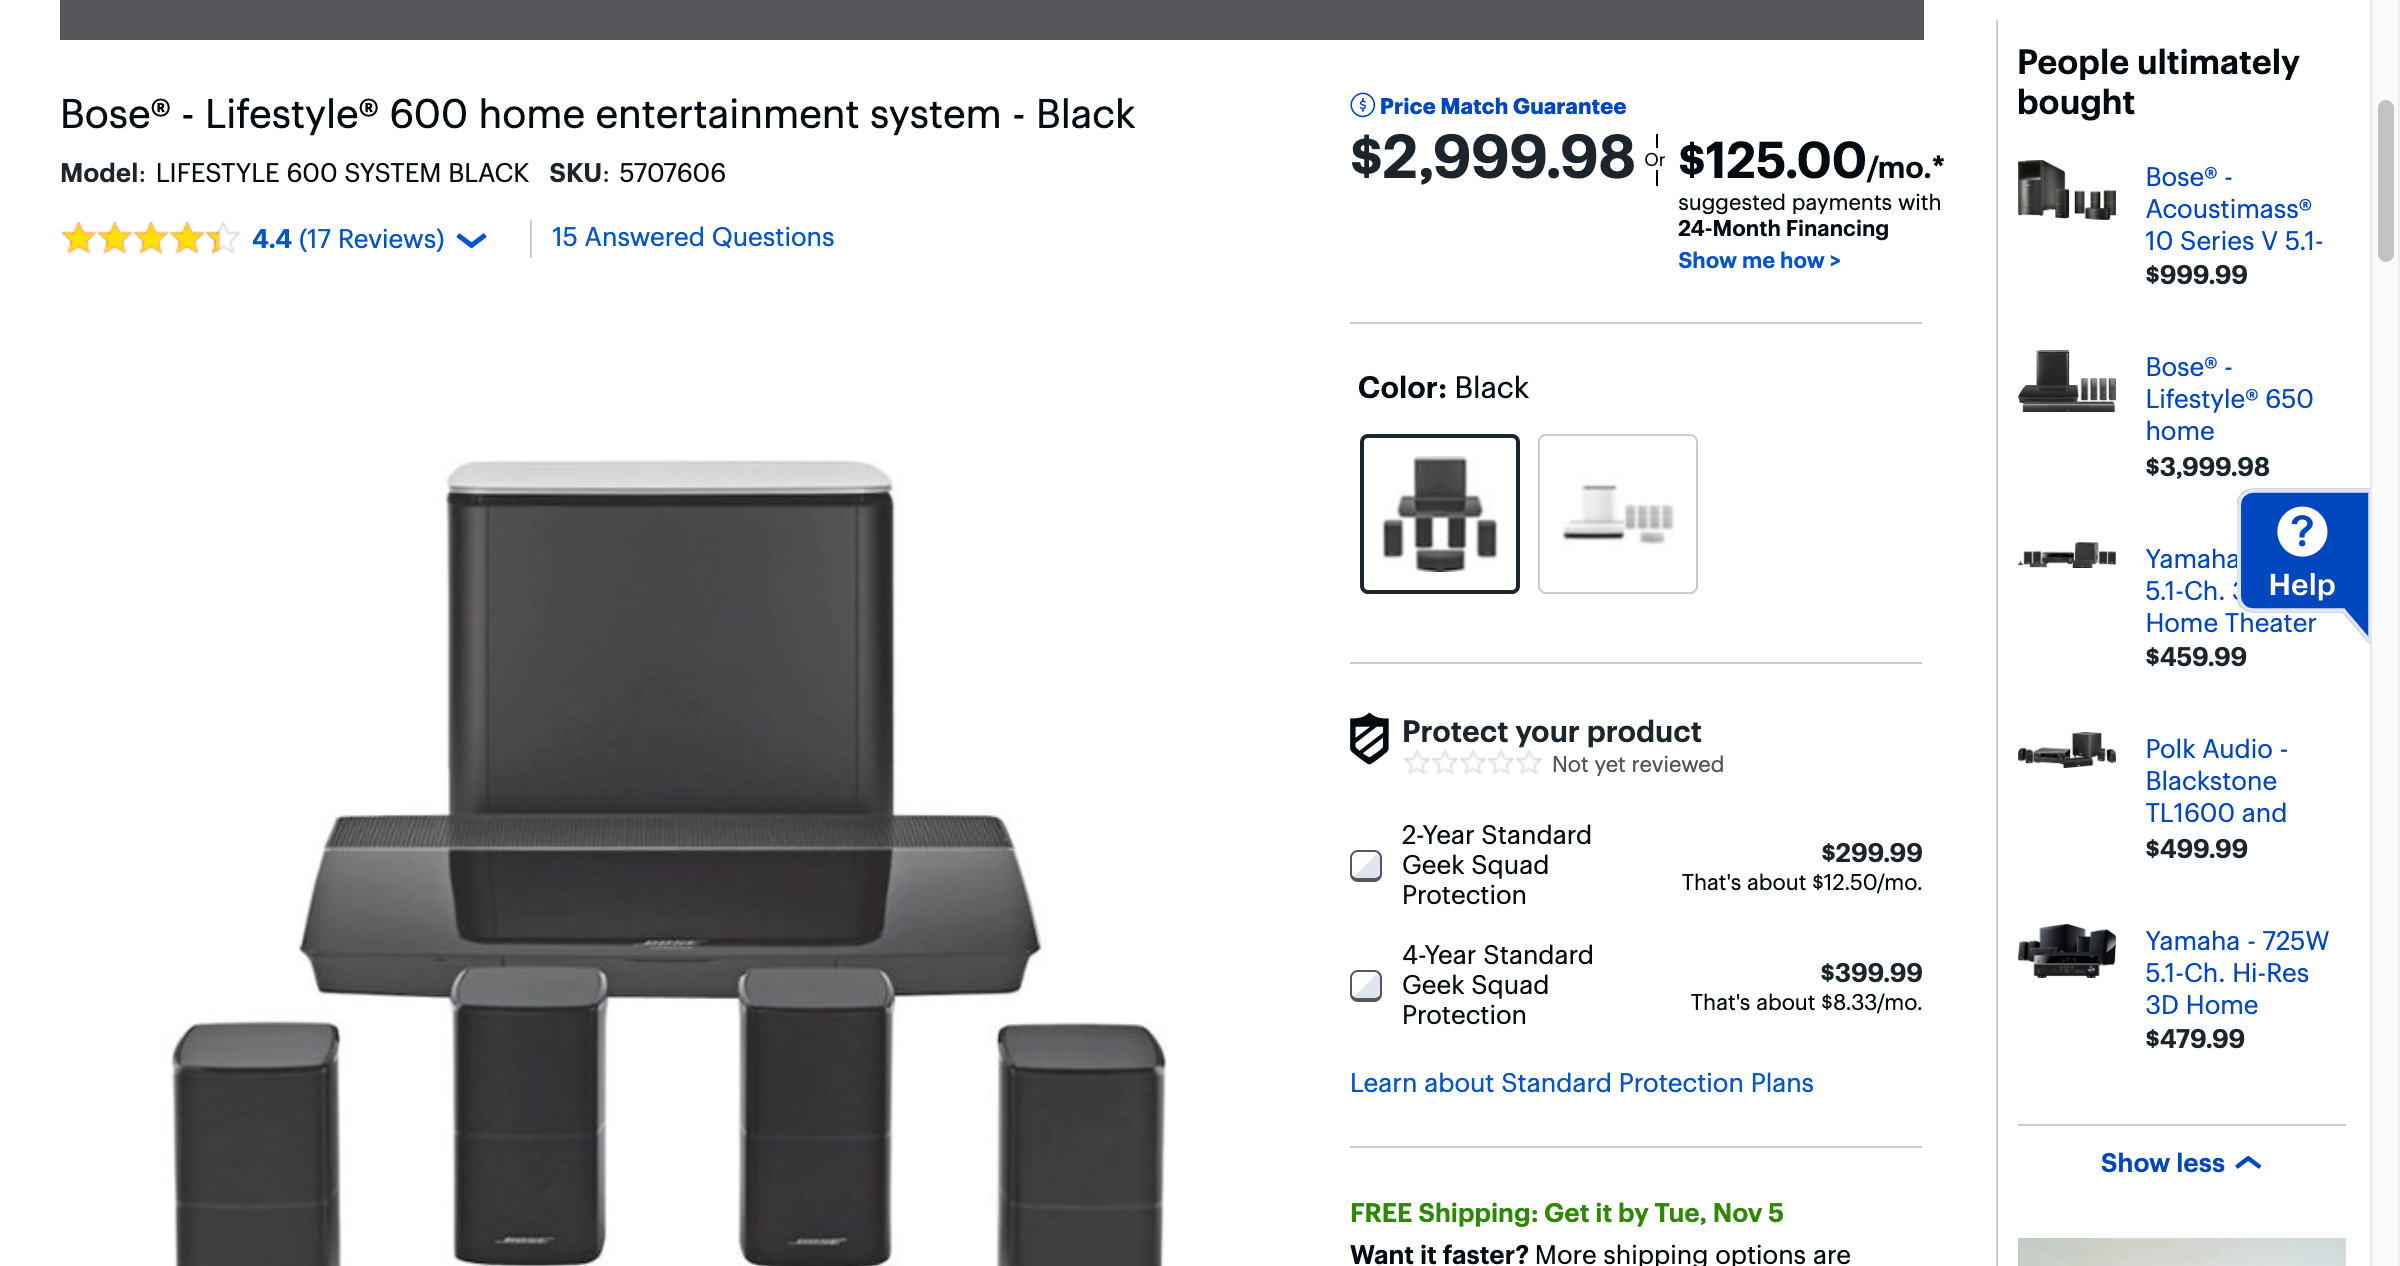 Bose® - Lifestyle® 600 home entertainment system - Black
Model: LIFESTYLE 600 SYSTEM BLACK SKU: 5707606
4.4 (17 Reviews)
15 Answered Questions
BOSE
BOSE
BOSE
Price Match Guarantee
$2,999.98
Or
$125.00/mo.*
suggested payments with
24-Month Financing
Show me how >
Color: Black
Protect your product
Not yet reviewed
2-Year Standard
Geek Squad
Protection
$299.99
That's about $12.50/mo.
4-Year Standard
Geek Squad
Protection
$399.99
That's about $8.33/mo.
Learn about Standard Protection Plans
FREE Shipping: Get it by Tue, Nov 5
Want it faster? More shipping options are
People ultimately
bought
Bose® -
Acoustimass®
10 Series V 5.1-
$999.99
Bose® -
Lifestyle® 650
home
$3,999.98
Yamaha
5.1-Ch.
Home Theater
$459.99
Polk Audio -
Blackstone
TL1600 and
$499.99
Yamaha - 725W
5.1-Ch. Hi-Res
3D Home
$479.99
Show less
?
Help